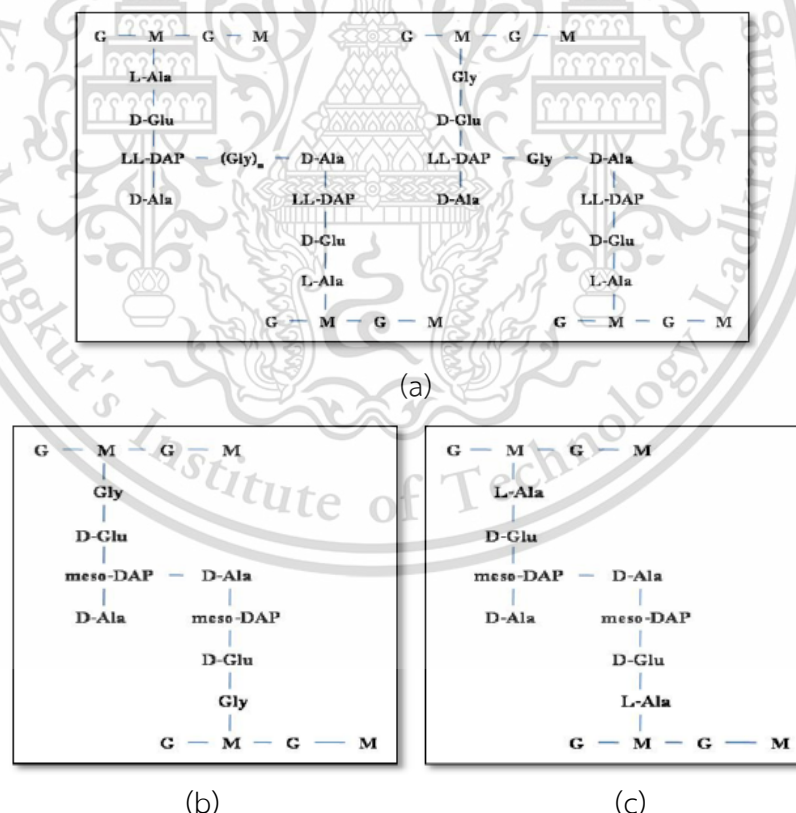 G — M — G — M G — M — G — M
L-Ala Gly
D-Glu D-Glu
LL-DAP — (Gly)n — D-Ala LL-DAP — Gly — D-Ala
D-Ala LL-DAP D-Ala LL-DAP
D-Glu D-Glu
L-Ala L-Ala
G — M — G — M G — M — G — M
(a)
G — M — G — M
Gly
D-Glu
meso-DAP — D-Ala
D-Ala meso-DAP
D-Glu
Gly
G — M — G — M
(b)
G — M — G — M
L-Ala
D-Glu
meso-DAP — D-Ala
D-Ala meso-DAP
D-Glu
L-Ala
G — M — G — M
(c)
ongkut's Institute of Technology Ladkrabang